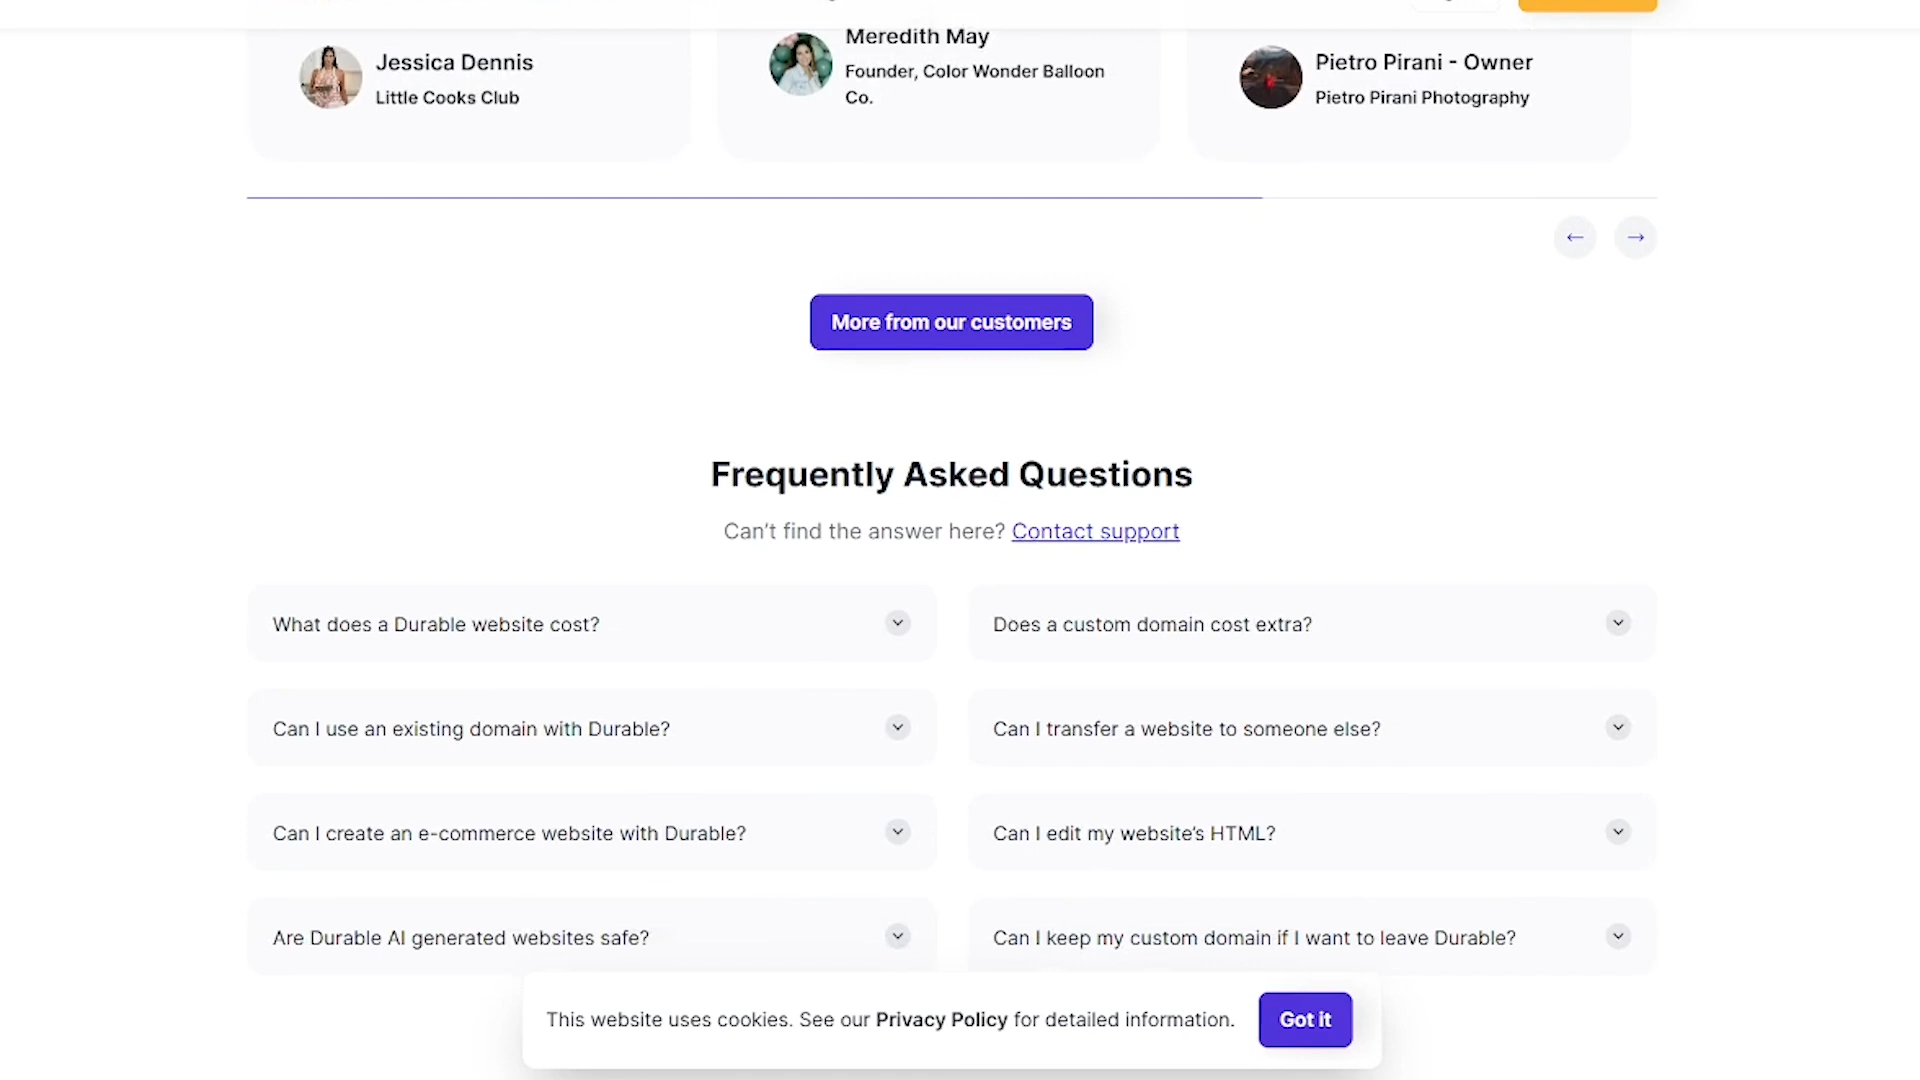 Jessica Dennis
Little Cooks Club
Meredith May
Founder, Color Wonder Balloon
Co.
Pietro Pirani - Owner
Pietro Pirani Photography
More from our customers
Frequently Asked Questions
Can't find the answer here? Contact support
What does a Durable website cost?
Does a custom domain cost extra?
Can I use an existing domain with Durable?
Can I transfer a website to someone else?
Can I create an e-commerce website with Durable?
Can I edit my website's HTML?
Are Durable AI generated websites safe?
Can I keep my custom domain if I want to leave Durable?
This website uses cookies. See our Privacy Policy for detailed information.
Got it